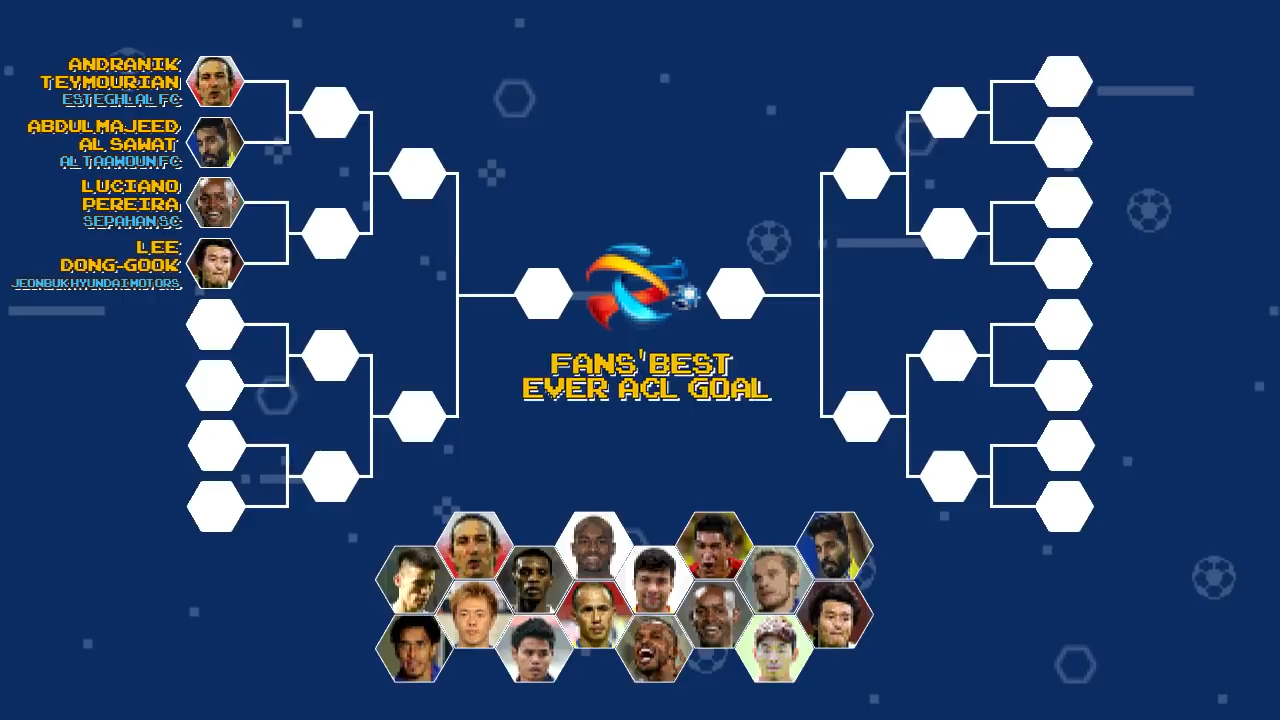 ANDRANIK
TEYMOURIAN
ESTEGHLAL FC
ABDULMAJEED
AL SAWAT
AL TAAWOUN FC
LUCIANO
PEREIRA
SEPAHAN SC
LEE
DONG-GOOK
JEONBUK HYUNDAI MOTORS
FANS' BEST
EVER ACL GOAL